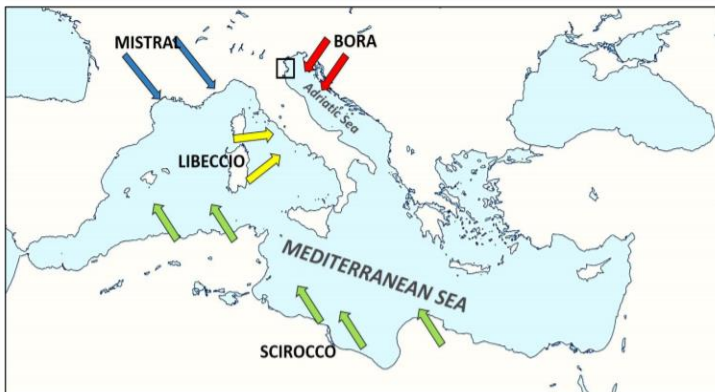 MISTRAL
BORA
Adriatic Sea
LIBECCIO
MEDITERRANEAN SEA
SCIROCCO